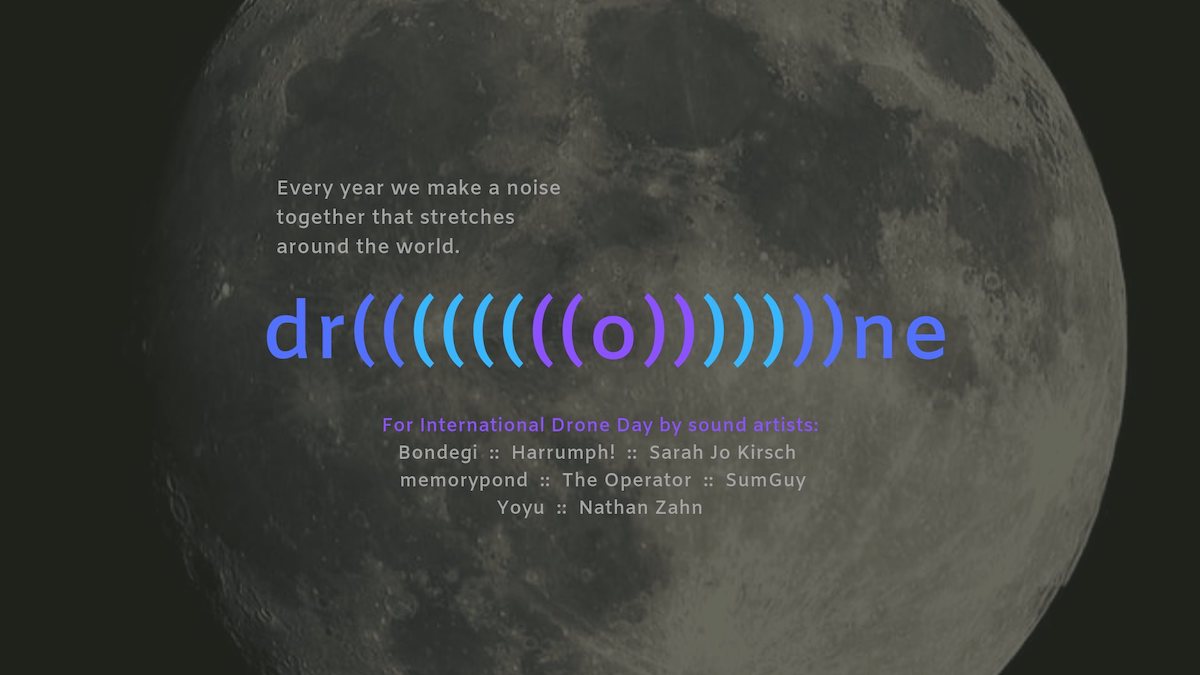 Every year we make a noise
together that stretches
around the world.
dr((((((((o)))))))ne
For International Drone Day by sound artists:
Bondegi :: Harrumph! :: Sarah Jo Kirsch
memorypond :: The Operator :: SumGuy
Yoyu :: Nathan Zahn